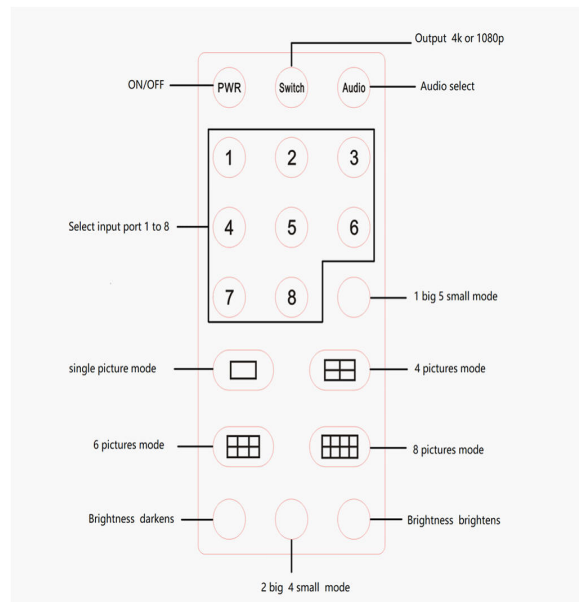 Output 4k or 1080p
ON/OFF
PWR
Switch
Audio
Audio select
1
2
3
Select input port 1 to 8
4
5
6
7
8
1 big 5 small mode
single picture mode
4 pictures mode
6 pictures mode
8 pictures mode
Brightness darkens
Brightness brightens
2 big 4 small mode